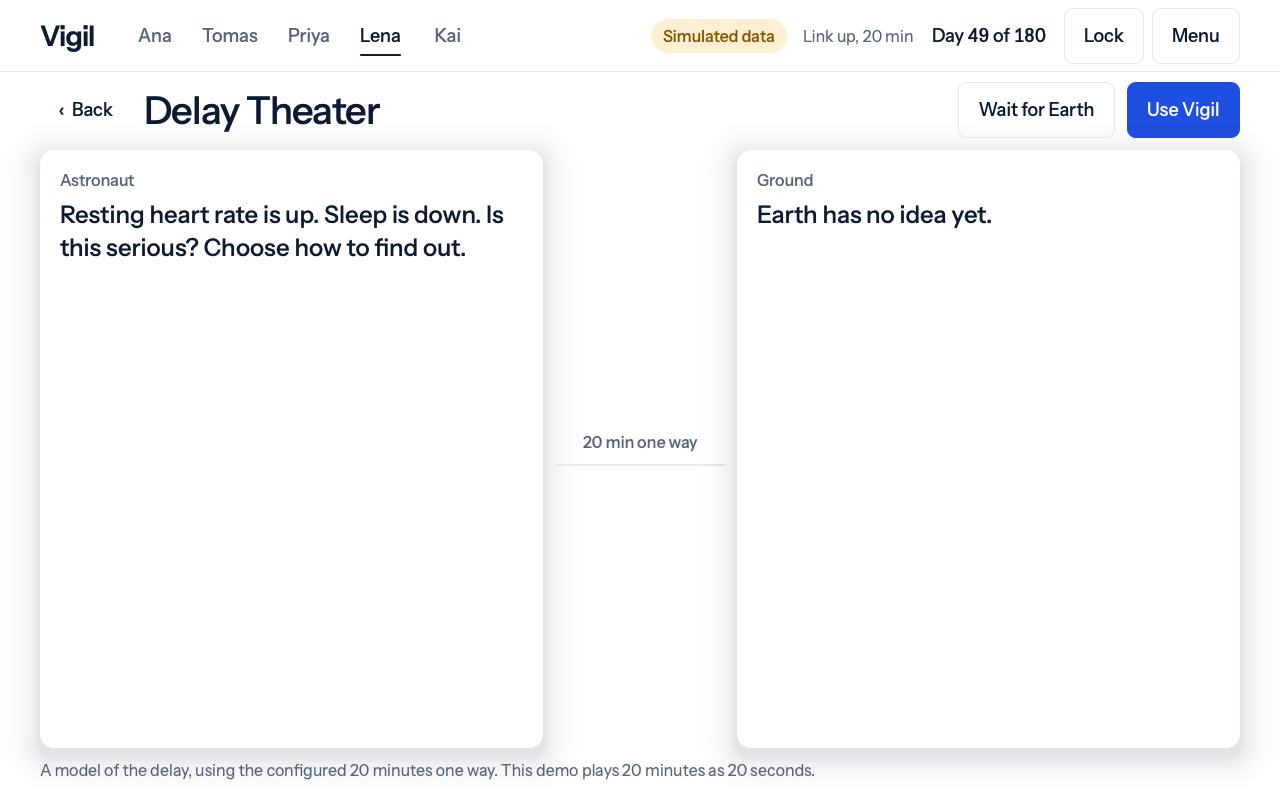 Vigil
Ana Tomas Priya Lena Kai
Simulated data Link up, 20 min Day 49 of 180 Lock Menu
‹ Back Delay Theater Wait for Earth Use Vigil
Astronaut
Resting heart rate is up. Sleep is down. Is
this serious? Choose how to find out.
20 min one way
Ground
Earth has no idea yet.
A model of the delay, using the configured 20 minutes one way. This demo plays 20 minutes as 20 seconds.